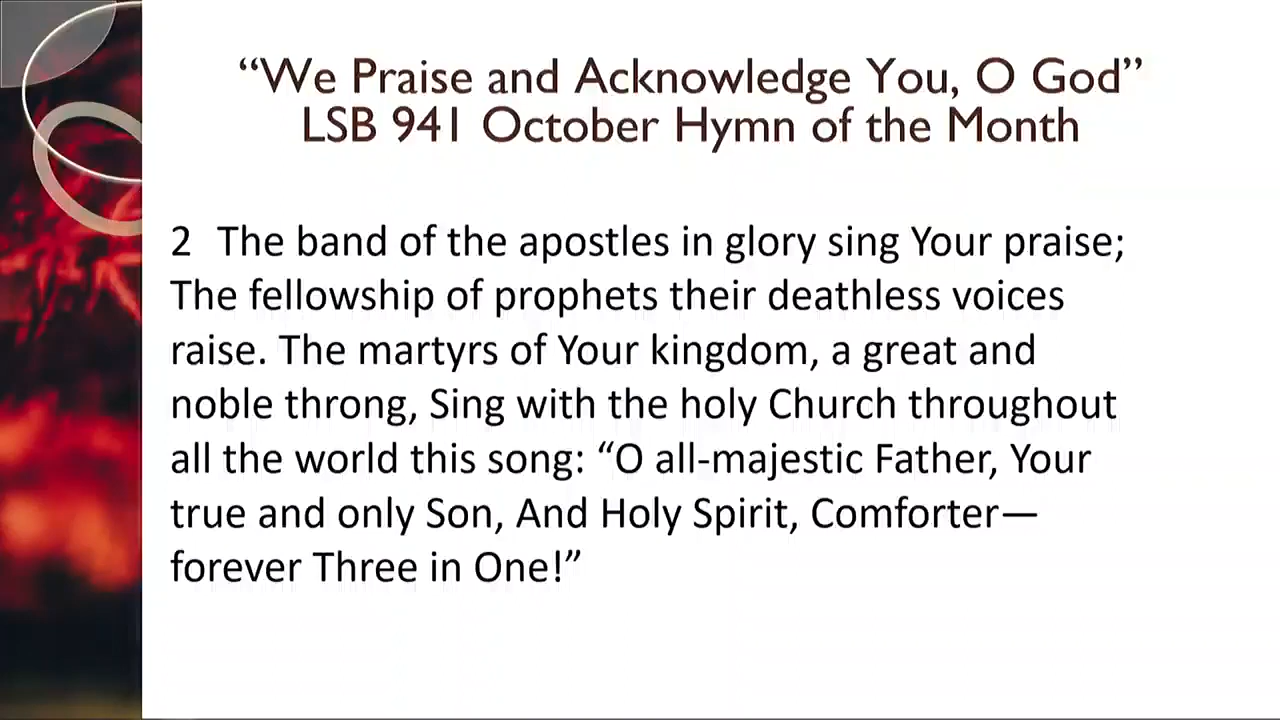 “We Praise and Acknowledge You, O God”
LSB 941 October Hymn of the Month
2 The band of the apostles in glory sing Your praise;
The fellowship of prophets their deathless voices
raise. The martyrs of Your kingdom, a great and
noble throng, Sing with the holy Church throughout
all the world this song: “O all-majestic Father, Your
true and only Son, And Holy Spirit, Comforter—
forever Three in One!”